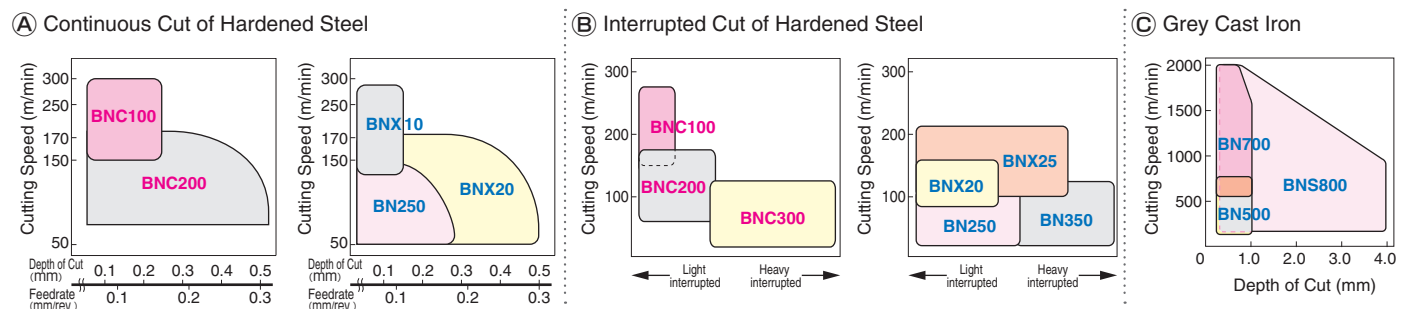 A Continuous Cut of Hardened Steel
Cutting Speed (m/min)
300
250
170
150
50
BNC100
BNC200
Depth of Cut
(mm)
0.1 0.2 0.3 0.4 0.5
Feedrate
(mm/rev.)
0.1 0.2 0.3
Cutting Speed (m/min)
300
250
170
150
50
BNX10
BNX20
BN250
Depth of Cut
(mm)
0.1 0.2 0.3 0.4 0.5
Feedrate
(mm/rev.)
0.1 0.2 0.3
B Interrupted Cut of Hardened Steel
Cutting Speed (m/min)
300
200
100
BNC100
BNC200
BNC300
Light
interrupted
Heavy
interrupted
Cutting Speed (m/min)
300
200
100
BNX25
BNX20
BN250
BN350
Light
interrupted
Heavy
interrupted
C Grey Cast Iron
Cutting Speed (m/min)
2000
1500
1000
500
BN700
BNS800
BN500
0 1.0 2.0 3.0 4.0
Depth of Cut (mm)